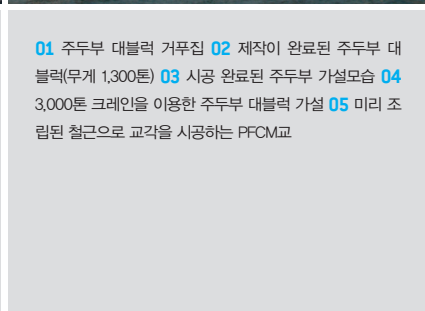 01 주두부 대블럭 거푸집 02 제작이 완료된 주두부 대
블럭(무게 1,300톤) 03 시공 완료된 주두부 가설모습 04
3,000톤 크레인을 이용한 주두부 대블럭 가설 05 미리 조
립된 철근으로 교각을 시공하는 PFCM교